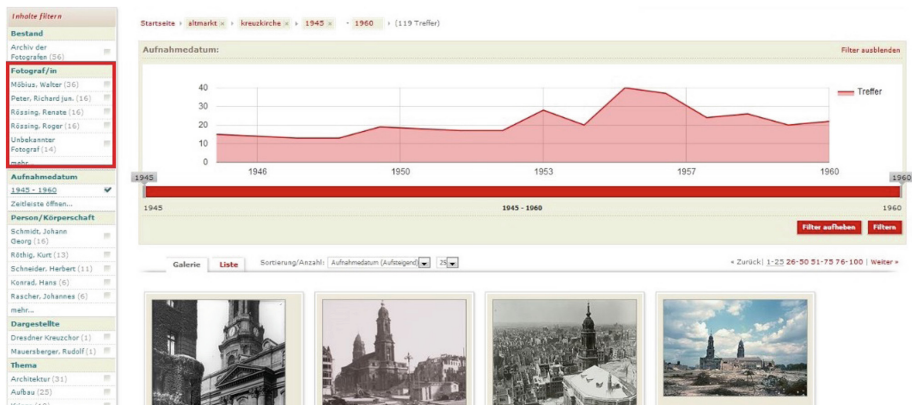 Inhalte filtern
Bestand
Archiv der
Fotografen (56)
Fotograf/in
Möbius, Walter (36)
Peter, Richard jun. (16)
Rössing, Renate (16)
Rössing, Roger (16)
Unbekannter
Fotograf (14)
mehr...
Aufnahmedatum
1945 - 1960
Zeitleiste öffnen...
Person/Körperschaft
Schmidt, Johann
Georg (16)
Röthig, Kurt (13)
Schneider, Herbert (11)
Konrad, Hans (6)
Rascher, Johannes (6)
mehr...
Dargestellte
Dresdner Kreuzchor (1)
Mauersberger, Rudolf (1)
Thema
Architektur (31)
Aufbau (25)
Startseite › altmarkt × › kreuzkirche × › 1945 × - 1960 › (119 Treffer)
Aufnahmedatum: Filter ausblenden
40
30
20
10
0
1946 1950 1953 1957 1960
Treffer
1945 1960
1945 1945 - 1960 1960
Filter aufheben Filtern
Galerie Liste Sortierung/Anzahl: Aufnahmedatum (Aufsteigend) 25 « Zurück| 1-25 26-50 51-75 76-100 | Weiter »